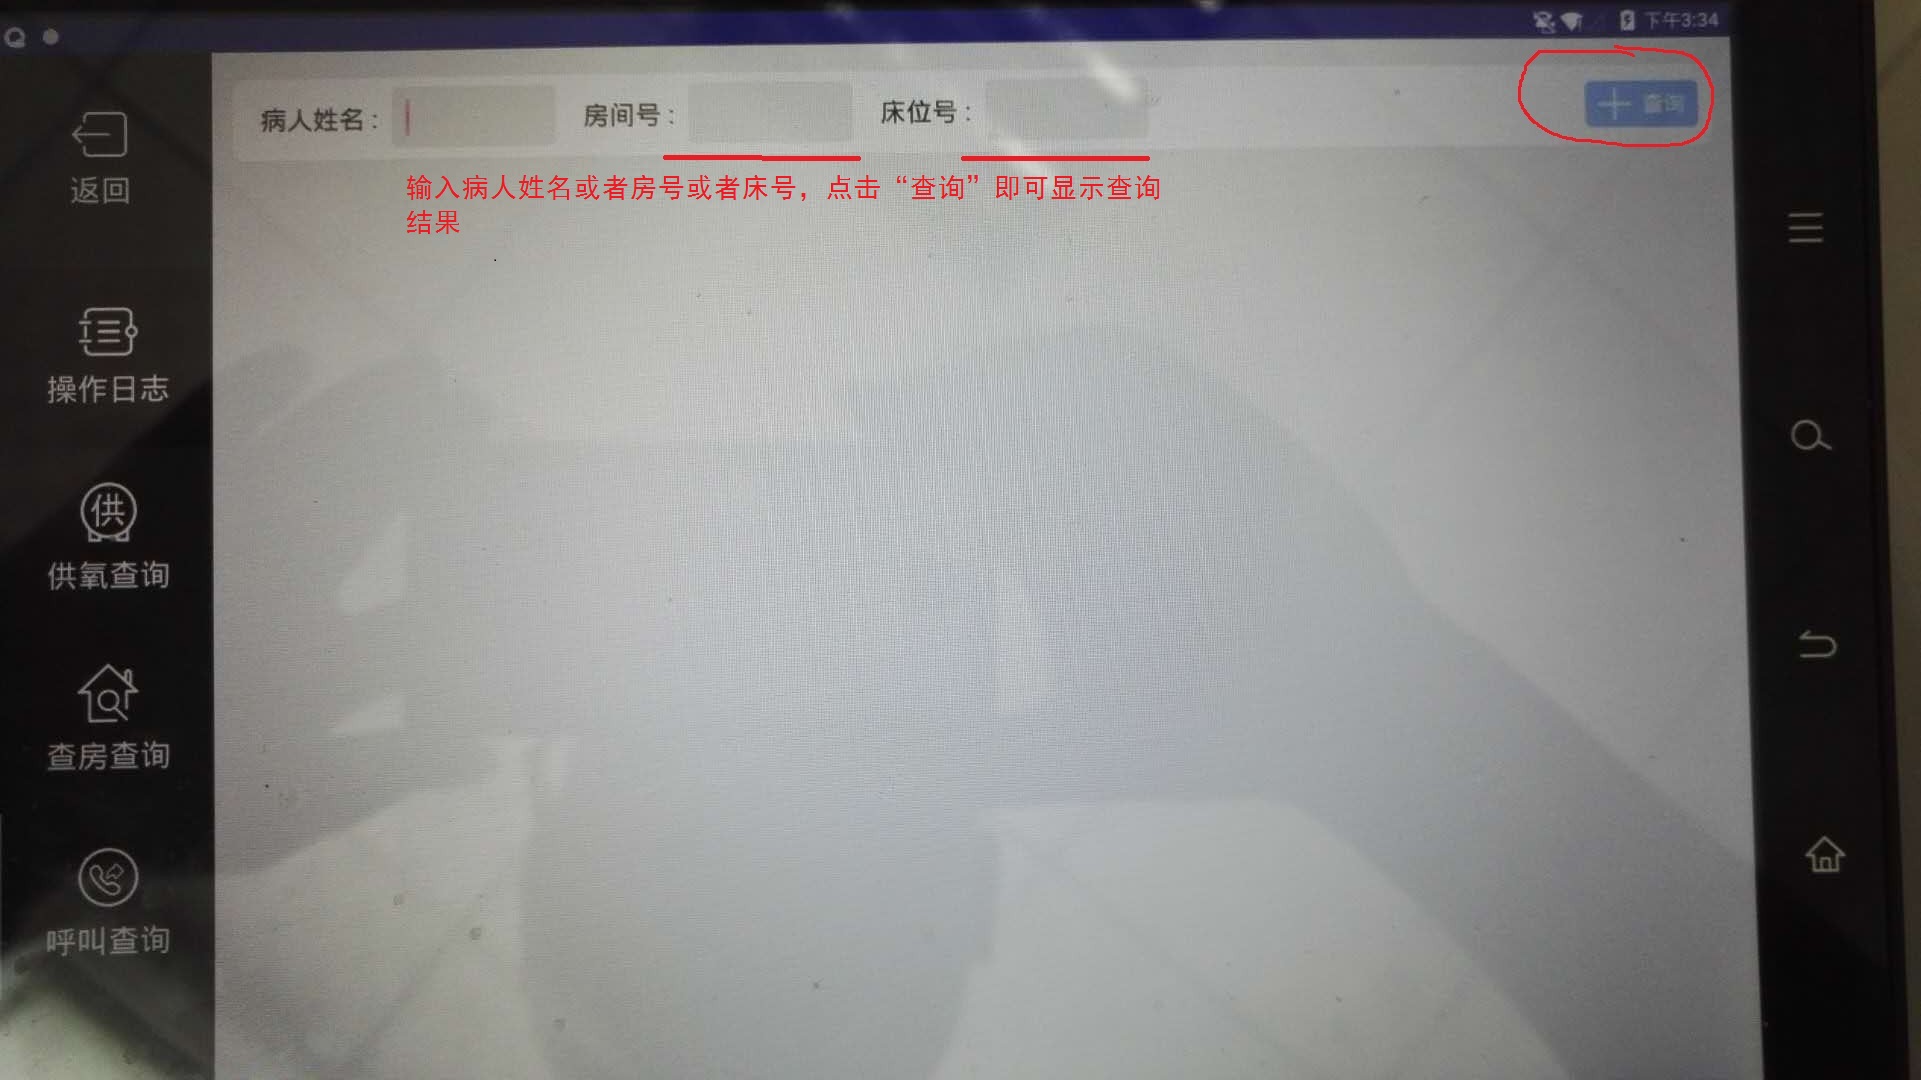 下午3:34
病人姓名：
房间号：
床位号：
查询
输入病人姓名或者房号或者床号，点击“查询”即可显示查询
结果
返回
操作日志
供
供氧查询
查房查询
呼叫查询